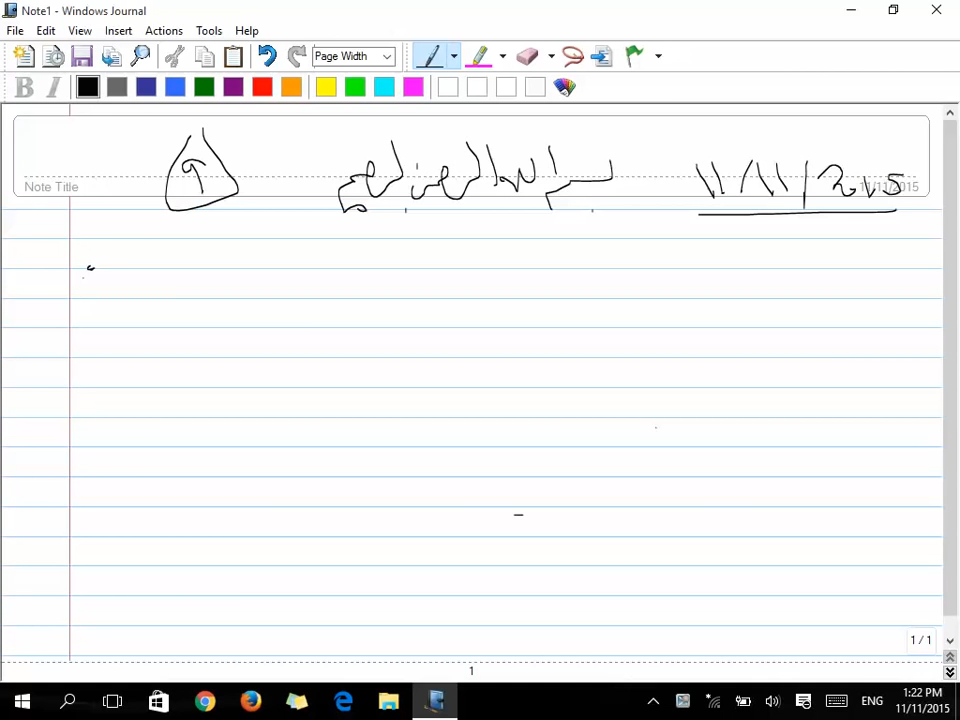 Note1 - Windows Journal
File Edit View Insert Actions Tools Help
Page Width
B I
٩ بسم الله الرحمن الرحيم 11/11/2015
Note Title 11/11/2015
1/1
1
ENG 1:22 PM
11/11/2015